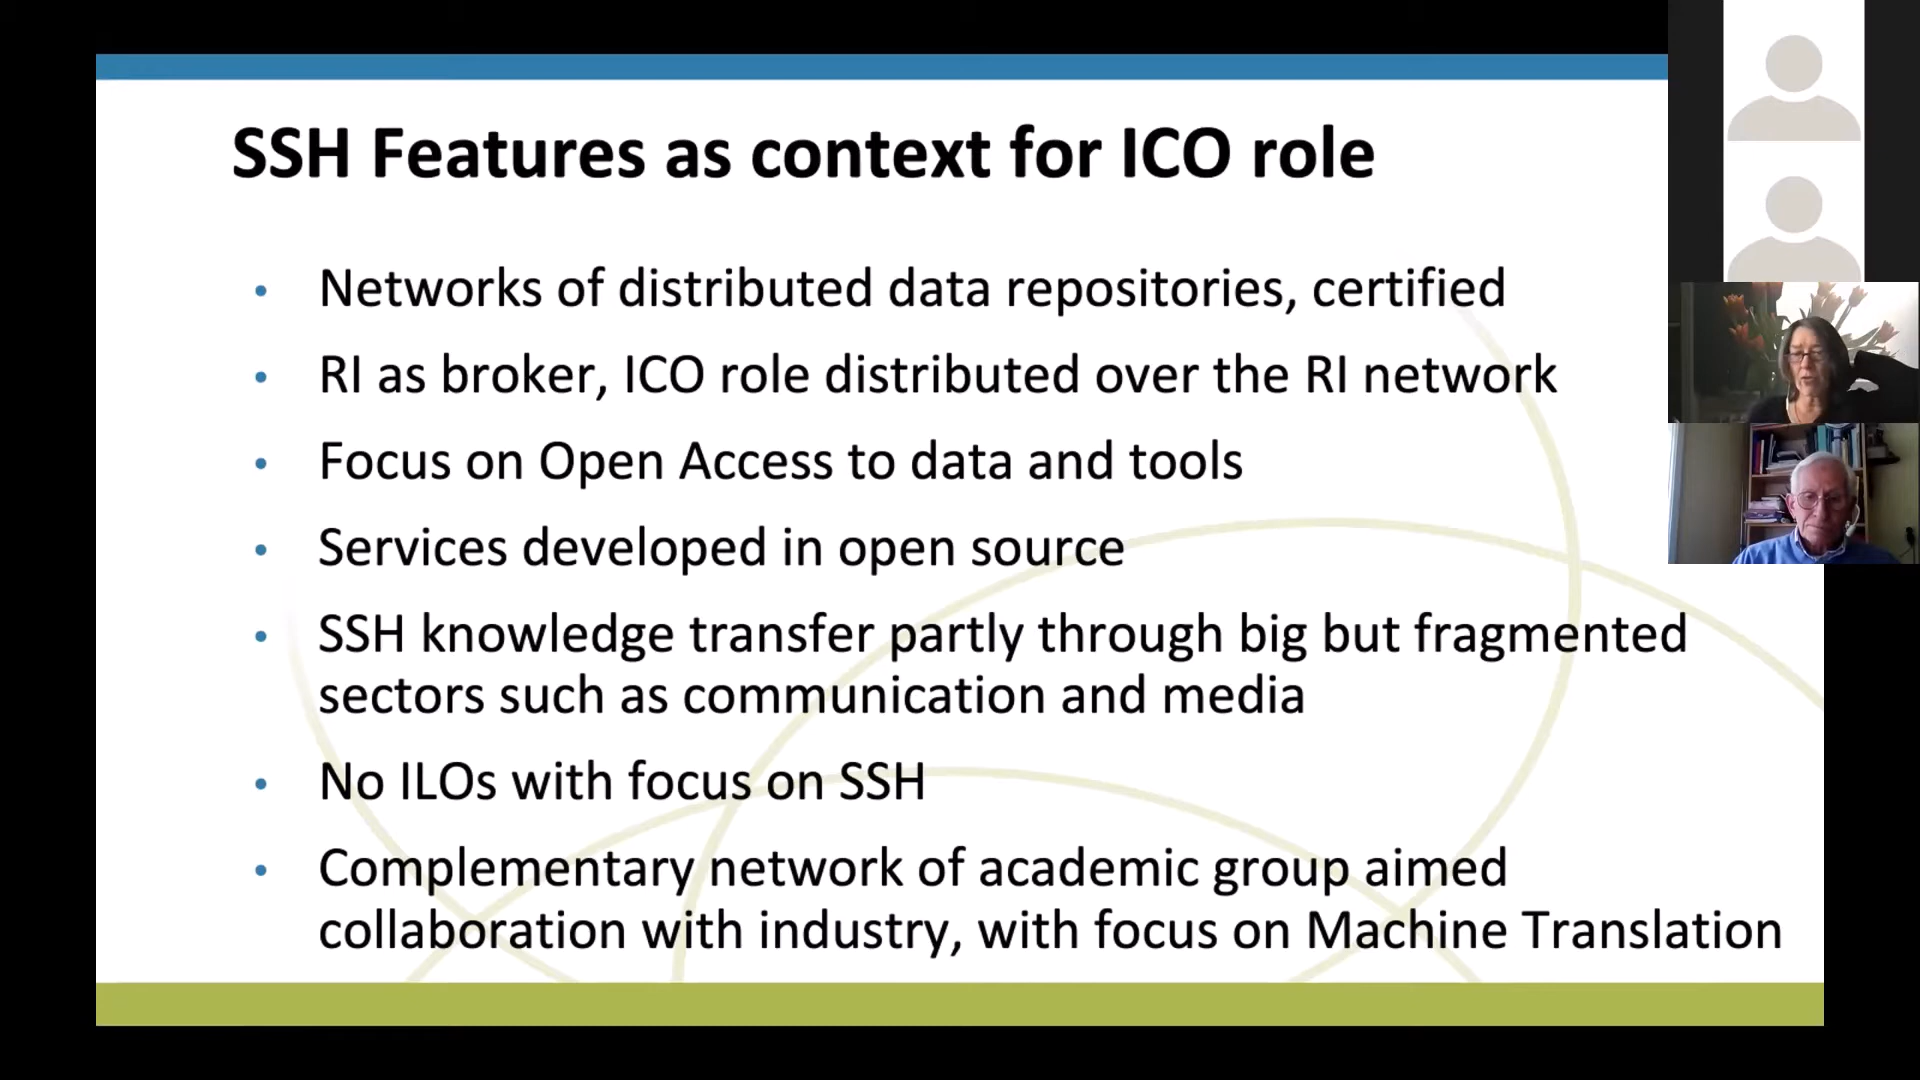 SSH Features as context for ICO role
• Networks of distributed data repositories, certified
• RI as broker, ICO role distributed over the RI network
• Focus on Open Access to data and tools
• Services developed in open source
• SSH knowledge transfer partly through big but fragmented
sectors such as communication and media
• No ILOs with focus on SSH
• Complementary network of academic group aimed
collaboration with industry, with focus on Machine Translation